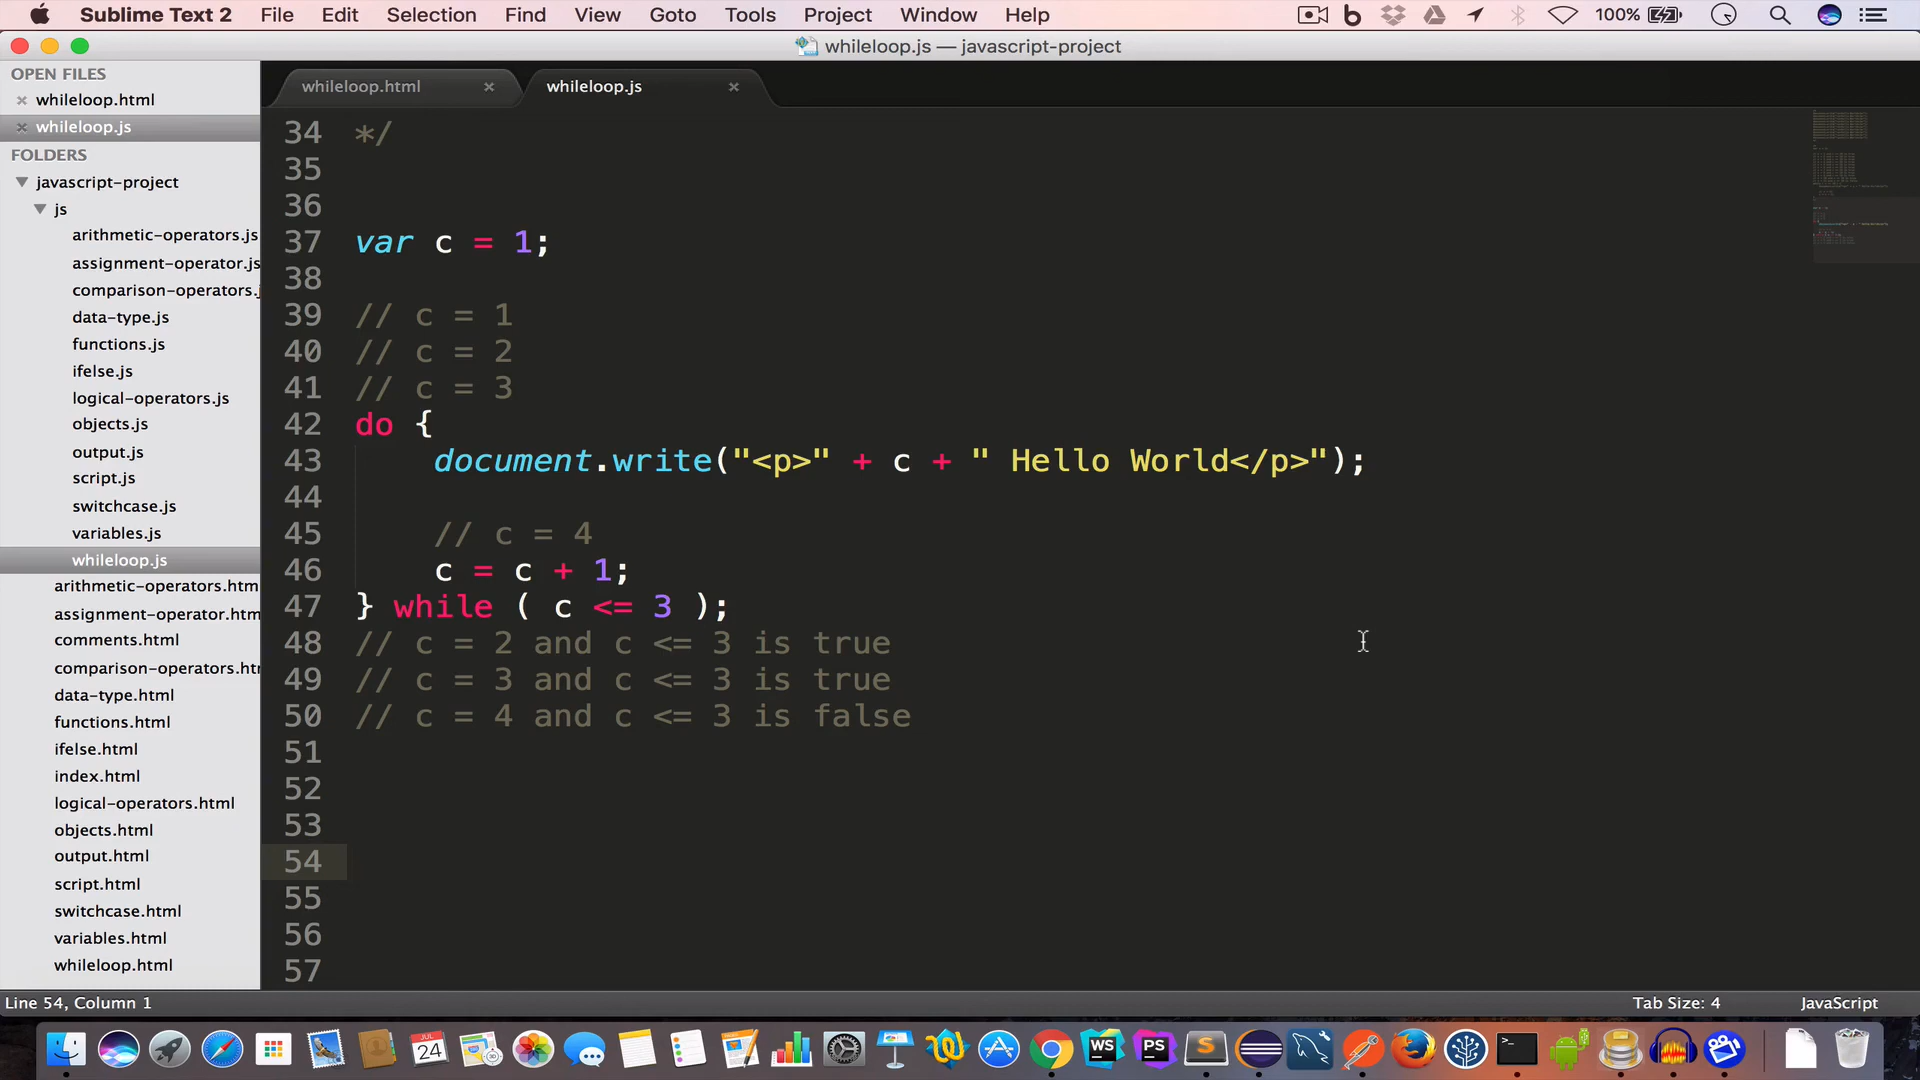 Sublime Text 2 File Edit Selection Find View Goto Tools Project Window Help 100%
whileloop.js — javascript-project
OPEN FILES
whileloop.html
whileloop.js
FOLDERS
javascript-project
js
arithmetic-operators.js
assignment-operator.js
comparison-operators.j
data-type.js
functions.js
ifelse.js
logical-operators.js
objects.js
output.js
script.js
switchcase.js
variables.js
whileloop.js
arithmetic-operators.htm
assignment-operator.htm
comments.html
comparison-operators.htm
data-type.html
functions.html
ifelse.html
index.html
logical-operators.html
objects.html
output.html
script.html
switchcase.html
variables.html
whileloop.html
whileloop.html whileloop.js
34 */
35
36
37 var c = 1;
38
39 // c = 1
40 // c = 2
41 // c = 3
42 do {
43 document.write("<p>" + c + " Hello World</p>");
44
45 // c = 4
46 c = c + 1;
47 } while ( c <= 3 );
48 // c = 2 and c <= 3 is true
49 // c = 3 and c <= 3 is true
50 // c = 4 and c <= 3 is false
51
52
53
54
55
56
57
Line 54, Column 1 Tab Size: 4 JavaScript
JUL
24
WS
PS
S